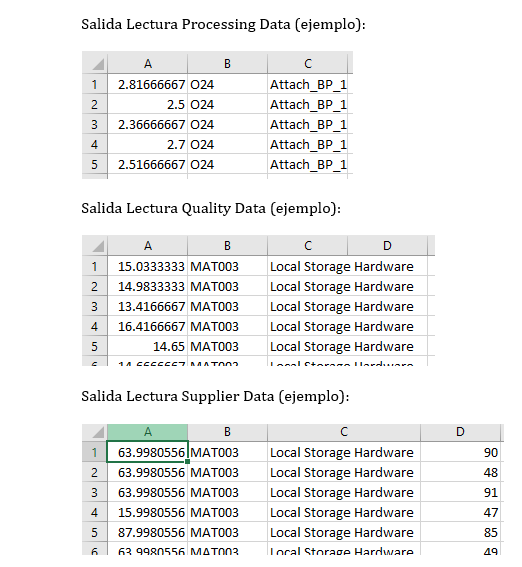 Salida Lectura Processing Data (ejemplo):
A B C
1 2.81666667 O24 Attach_BP_1
2 2.5 O24 Attach_BP_1
3 2.36666667 O24 Attach_BP_1
4 2.7 O24 Attach_BP_1
5 2.51666667 O24 Attach_BP_1
Salida Lectura Quality Data (ejemplo):
A B C D
1 15.0333333 MAT003 Local Storage Hardware
2 14.9833333 MAT003 Local Storage Hardware
3 13.4166667 MAT003 Local Storage Hardware
4 16.4166667 MAT003 Local Storage Hardware
5 14.65 MAT003 Local Storage Hardware
6 14.6666667 MAT003 Local Storage Hardware
Salida Lectura Supplier Data (ejemplo):
A B C D
1 63.9980556 MAT003 Local Storage Hardware 90
2 63.9980556 MAT003 Local Storage Hardware 48
3 63.9980556 MAT003 Local Storage Hardware 91
4 15.9980556 MAT003 Local Storage Hardware 47
5 87.9980556 MAT003 Local Storage Hardware 85
6 63.9980556 MAT003 Local Storage Hardware 49